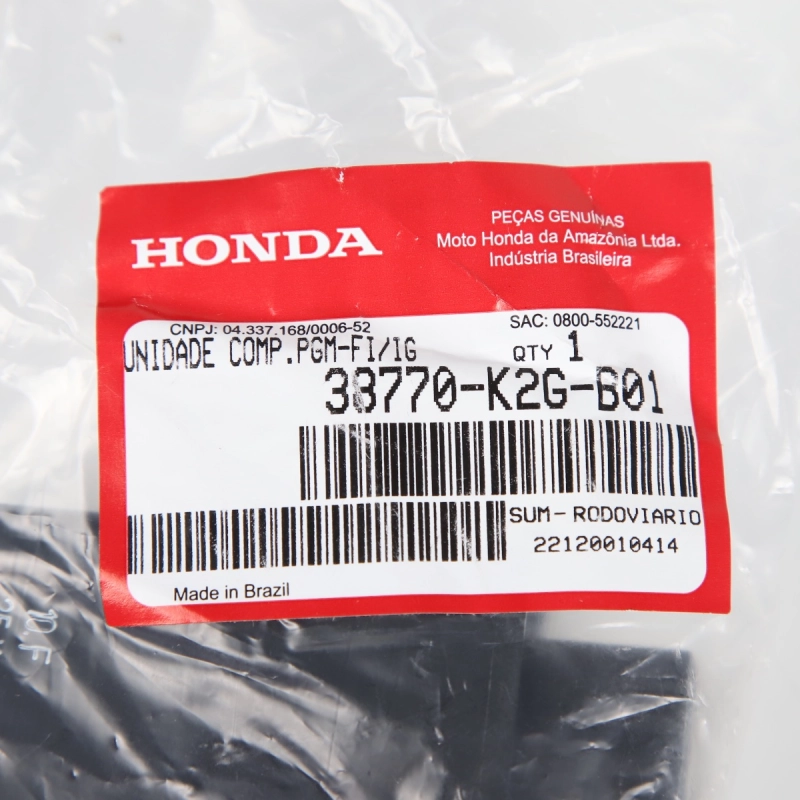 HONDA
PEÇAS GENUÍNAS
Moto Honda da Amazônia Ltda.
Indústria Brasileira
CNPJ: 04.337.168/0006-52
SAC: 0800-552221
UNIDADE COMP.PGM-FI/IG
QTY 1
38770-K2G-B01
SUM-RODOVIARIO
22120010414
Made in Brazil